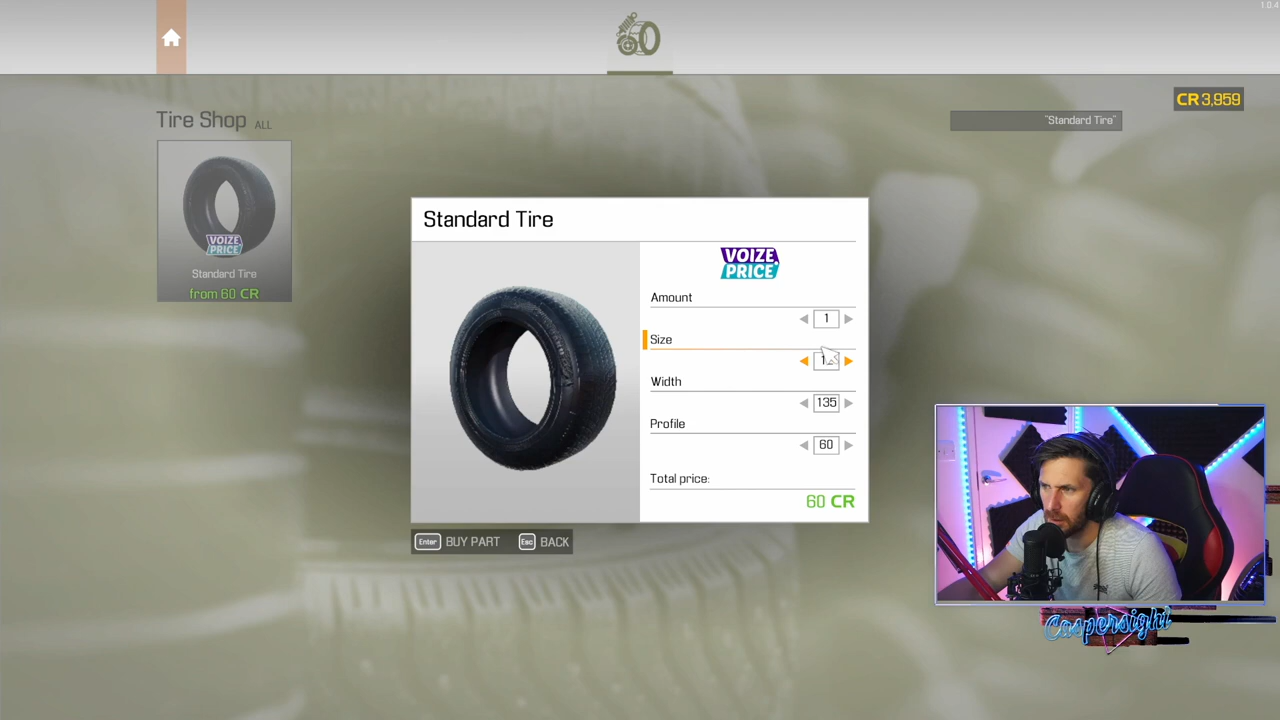 1.0.4
CR 3,959
Tire Shop ALL
"Standard Tire"
VOIZE
PRICE
Standard Tire
from 60 CR
Standard Tire
VOIZE
PRICE
Amount
1
Size
Width
135
Profile
60
Total price:
60 CR
Enter BUY PART Esc BACK
Caspersight